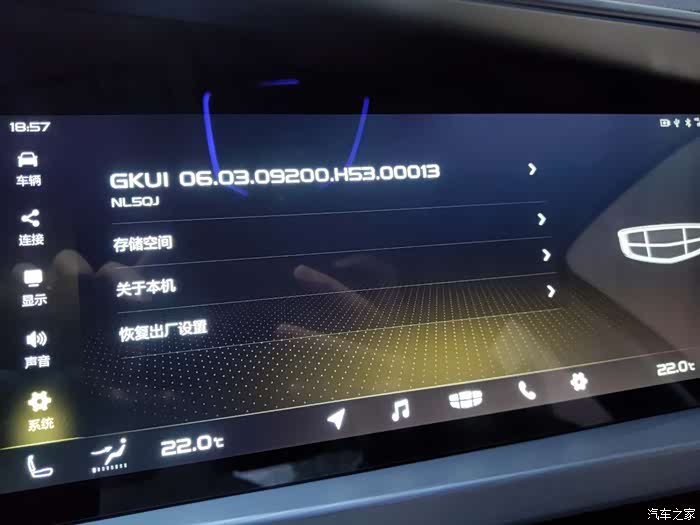 18:57
车辆
GKUI 06.03.09200.H53.00013
NL5QJ
连接
存储空间
显示
关于本机
声音
恢复出厂设置
系统
22.0℃
22.0℃
汽车之家